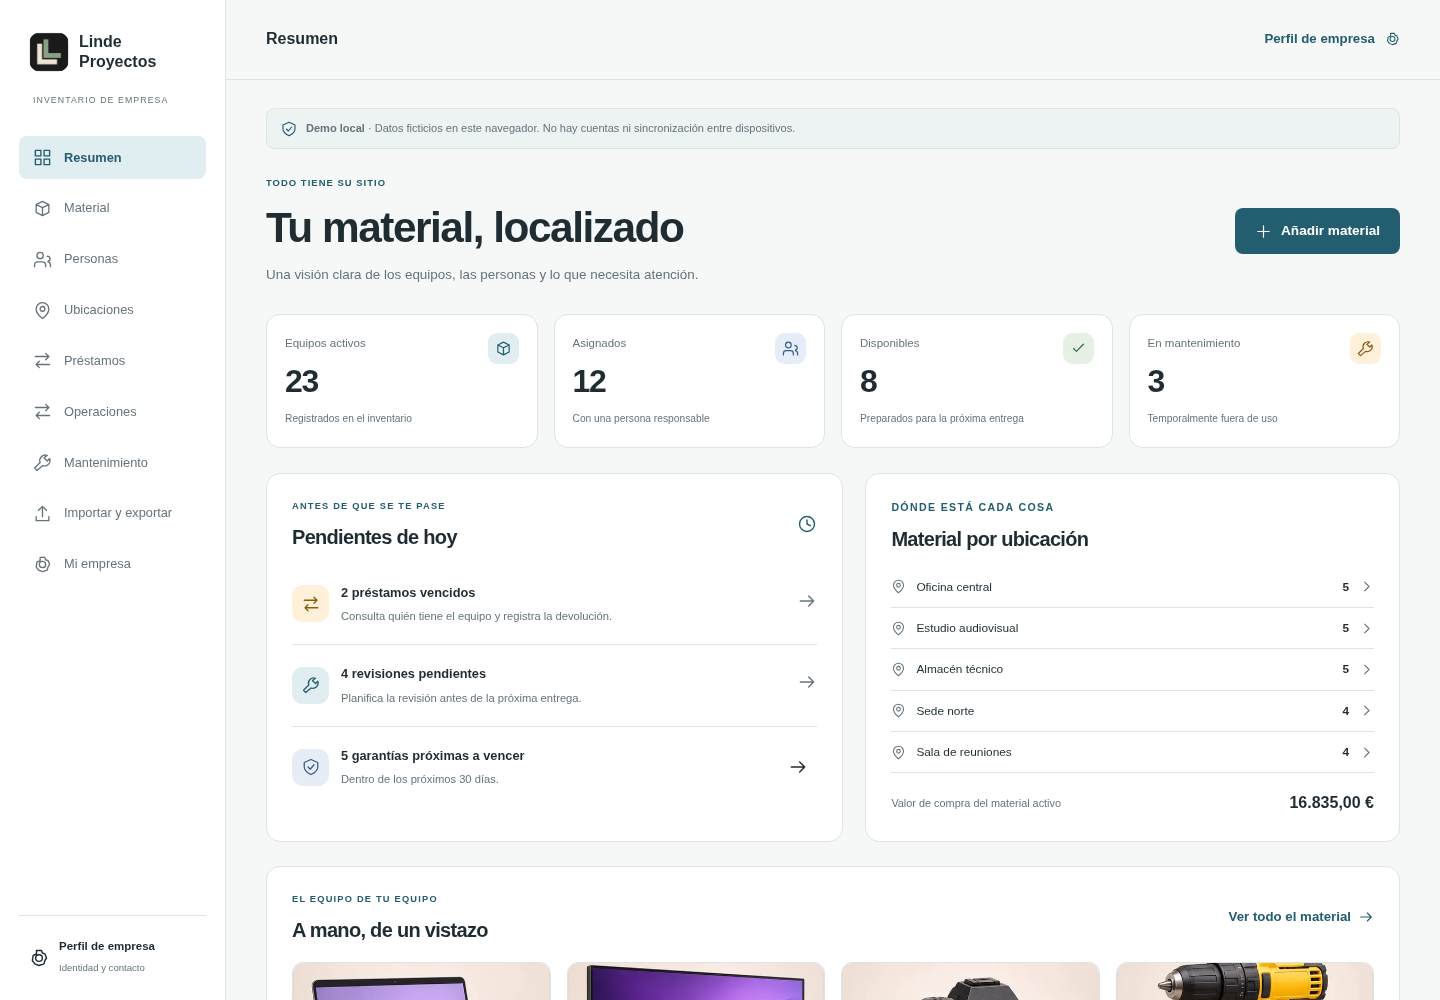 Linde
Proyectos
INVENTARIO DE EMPRESA
Resumen
Material
Personas
Ubicaciones
Préstamos
Operaciones
Mantenimiento
Importar y exportar
Mi empresa
Perfil de empresa
Identidad y contacto
Resumen
Perfil de empresa
Demo local · Datos ficticios en este navegador. No hay cuentas ni sincronización entre dispositivos.
TODO TIENE SU SITIO
Tu material, localizado
Una visión clara de los equipos, las personas y lo que necesita atención.
Añadir material
Equipos activos
23
Registrados en el inventario
Asignados
12
Con una persona responsable
Disponibles
8
Preparados para la próxima entrega
En mantenimiento
3
Temporalmente fuera de uso
ANTES DE QUE SE TE PASE
Pendientes de hoy
2 préstamos vencidos
Consulta quién tiene el equipo y registra la devolución.
4 revisiones pendientes
Planifica la revisión antes de la próxima entrega.
5 garantías próximas a vencer
Dentro de los próximos 30 días.
DÓNDE ESTÁ CADA COSA
Material por ubicación
Oficina central 5
Estudio audiovisual 5
Almacén técnico 5
Sede norte 4
Sala de reuniones 4
Valor de compra del material activo 16.835,00 €
EL EQUIPO DE TU EQUIPO
A mano, de un vistazo
Ver todo el material